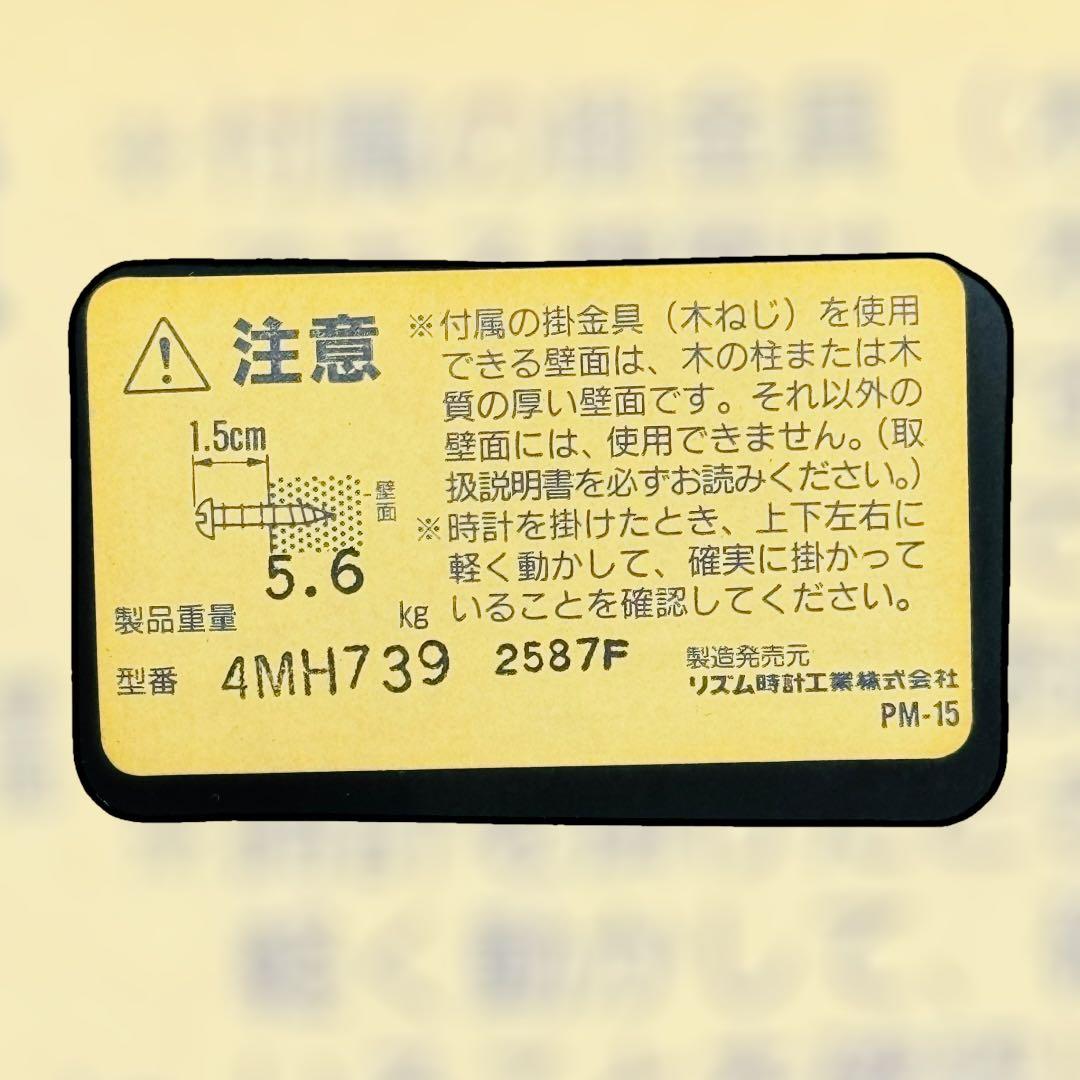 注意
※付属の掛金具（木ねじ）を使用
できる壁面は、木の柱または木
質の厚い壁面です。それ以外の
壁面には、使用できません。（取
扱説明書を必ずお読みください。）
※時計を掛けたとき、上下左右に
軽く動かして、確実に掛かって
いることを確認してください。
1.5cm
壁面
製品重量 5.6 kg
型番 4MH739 2587F
製造発売元
リズム時計工業株式会社
PM-15